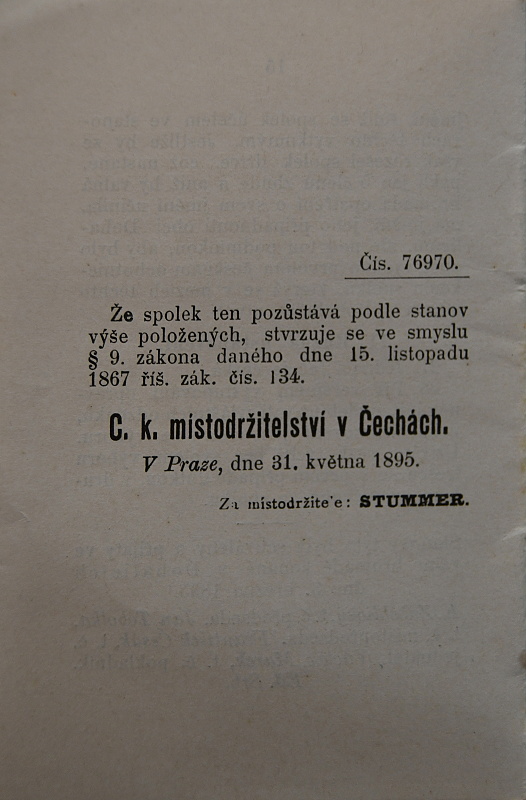 Čís. 76970.
Že spolek ten pozůstává podle stanov
výše položených, stvrzuje se ve smyslu
§ 9. zákona daného dne 15. listopadu
1867 říš. zák. čís. 134.
C. k. místodržitelství v Čechách.
V Praze, dne 31. května 1895.
Za místodržite'e: STUMMER.